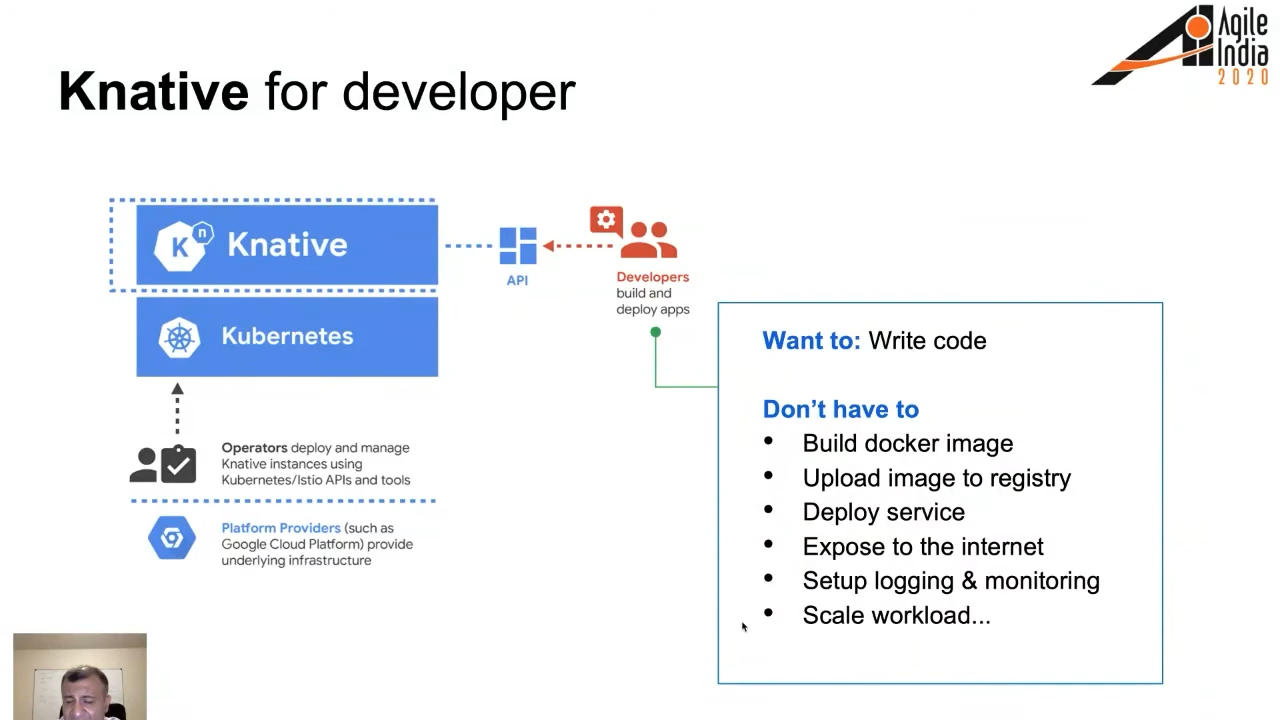 Agile
India
2020
Knative for developer
K n Knative
API
Developers
build and
deploy apps
Kubernetes
Want to: Write code
Don’t have to
• Build docker image
• Upload image to registry
• Deploy service
• Expose to the internet
• Setup logging & monitoring
• Scale workload...
Operators deploy and manage
Knative instances using
Kubernetes/Istio APIs and tools
Platform Providers (such as
Google Cloud Platform) provide
underlying infrastructure